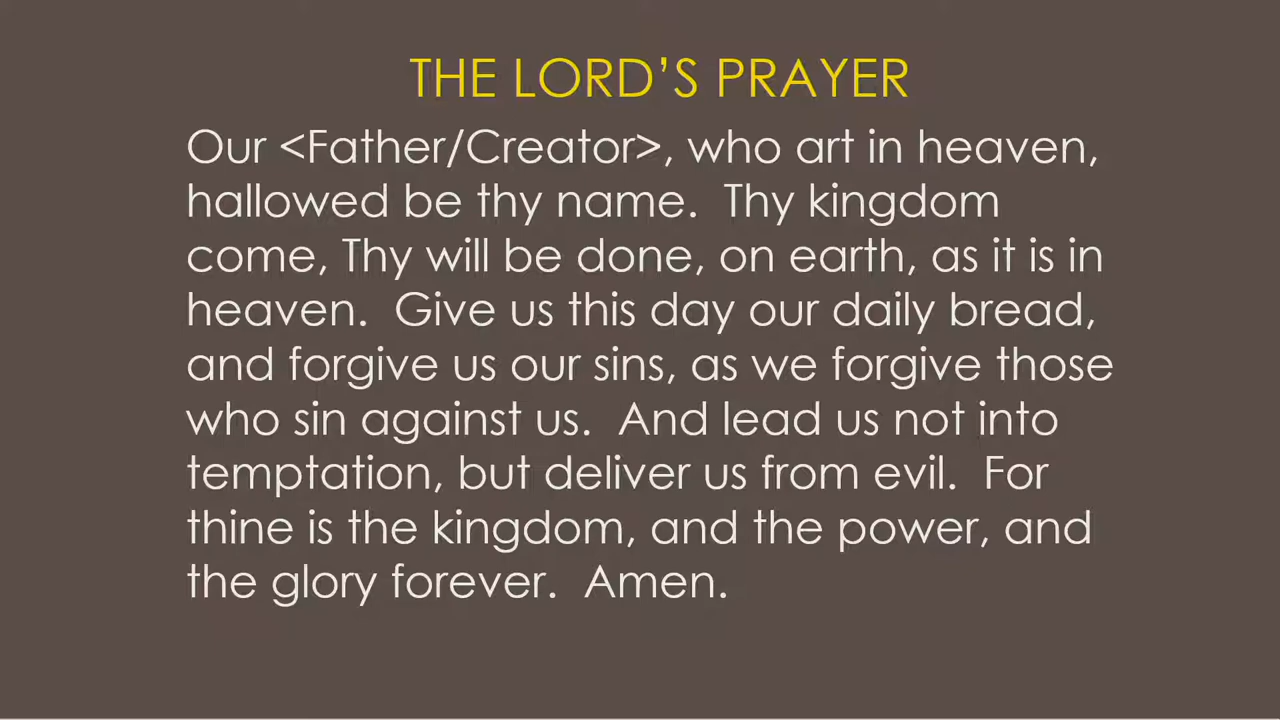 THE LORD’S PRAYER
Our <Father/Creator>, who art in heaven,
hallowed be thy name.  Thy kingdom
come, Thy will be done, on earth, as it is in
heaven.  Give us this day our daily bread,
and forgive us our sins, as we forgive those
who sin against us.  And lead us not into
temptation, but deliver us from evil.  For
thine is the kingdom, and the power, and
the glory forever.  Amen.